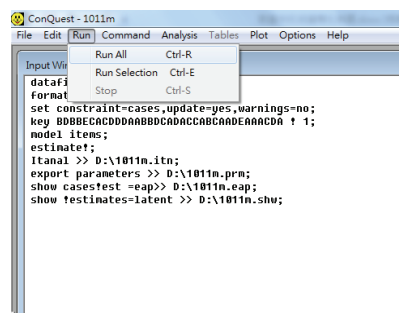 ConQuest - 1011m
File Edit Run Command Analysis Tables Plot Options Help
Run All Ctrl-R
Run Selection Ctrl-E
Stop Ctrl-S
Input Wi
datafi
format
set constraint=cases,update=yes,warnings=no;
key BDBBECACDDDAABBDCADACCABCAADEAAACDA ! 1;
model items;
estimate!;
Itanal >> D:\1011m.itn;
export parameters >> D:\1011m.prm;
show cases!est =eap>> D:\1011m.eap;
show !estimates=latent >> D:\1011m.shw;